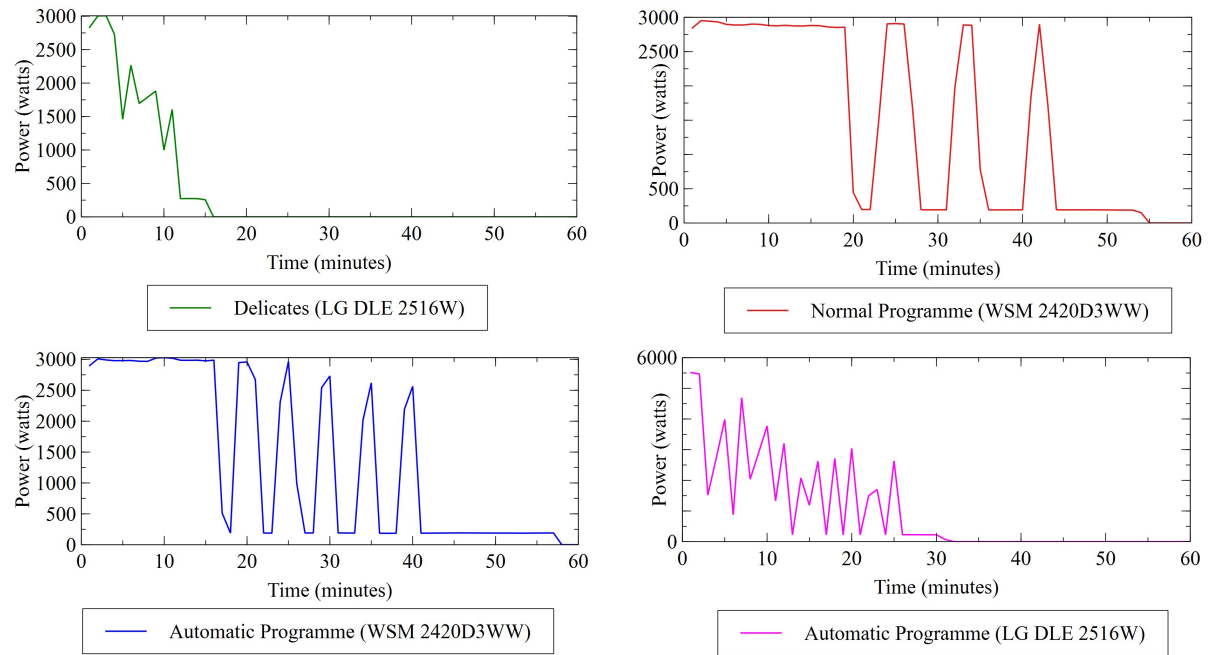 3000
2500
2000
1500
1000
500
0
Power (watts)
0 10 20 30 40 50 60
Time (minutes)
Delicates (LG DLE 2516W)
3000
2500
500
0
Power (watts)
0 10 20 30 40 50 60
Time (minutes)
Normal Programme (WSM 2420D3WW)
3000
2500
2000
1500
1000
500
0
Power (watts)
0 10 20 30 40 50 60
Time (minutes)
Automatic Programme (WSM 2420D3WW)
6000
0
Power (watts)
0 10 20 30 40 50 60
Time (minutes)
Automatic Programme (LG DLE 2516W)